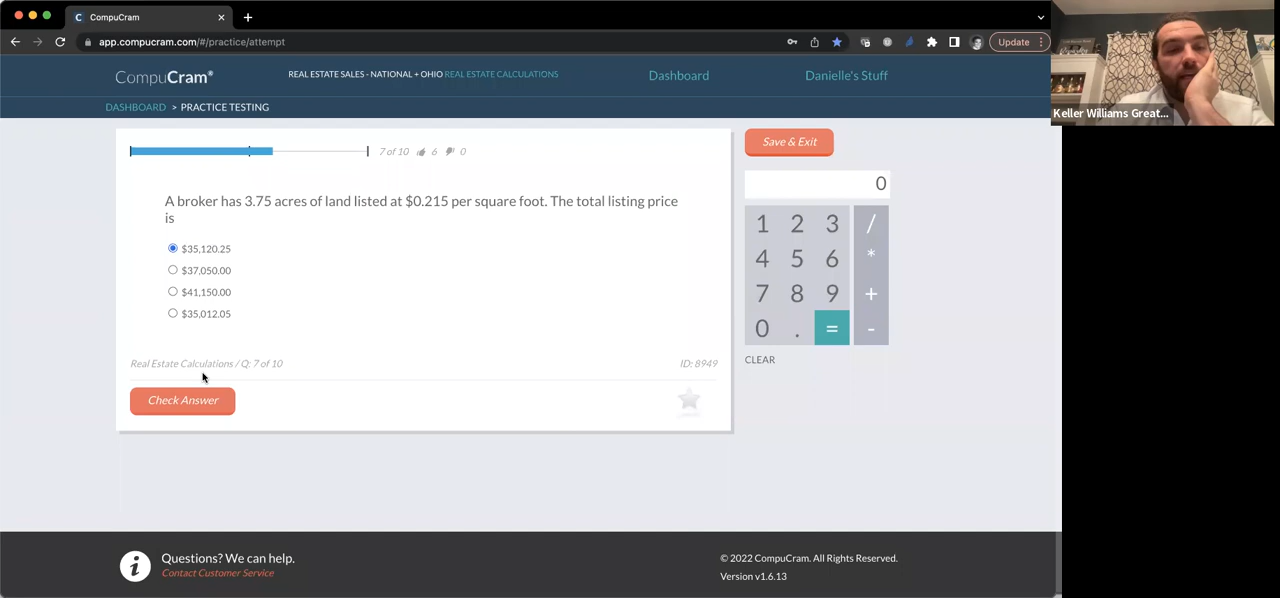 CompuCram
app.compucram.com/#/practice/attempt
Update
CompuCram®
REAL ESTATE SALES - NATIONAL + OHIO REAL ESTATE CALCULATIONS
Dashboard
Danielle's Stuff
DASHBOARD > PRACTICE TESTING
Keller Williams Great...
7 of 10 6 0
Save & Exit
A broker has 3.75 acres of land listed at $0.215 per square foot. The total listing price
is
$35,120.25
$37,050.00
$41,150.00
$35,012.05
0
1 2 3 /
4 5 6 *
7 8 9 +
0 . = -
CLEAR
Real Estate Calculations / Q: 7 of 10
ID: 8949
Check Answer
Questions? We can help.
Contact Customer Service
© 2022 CompuCram. All Rights Reserved.
Version v1.6.13